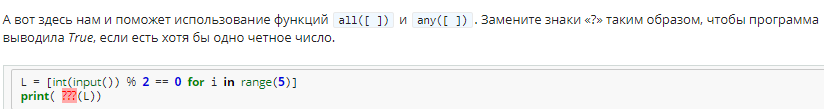 А вот здесь нам и поможет использование функций all([ ]) и any([ ]). Замените знаки «?» таким образом, чтобы программа
выводила True, если есть хотя бы одно четное число.
L = [int(input()) % 2 == 0 for i in range(5)]
print( ???(L))